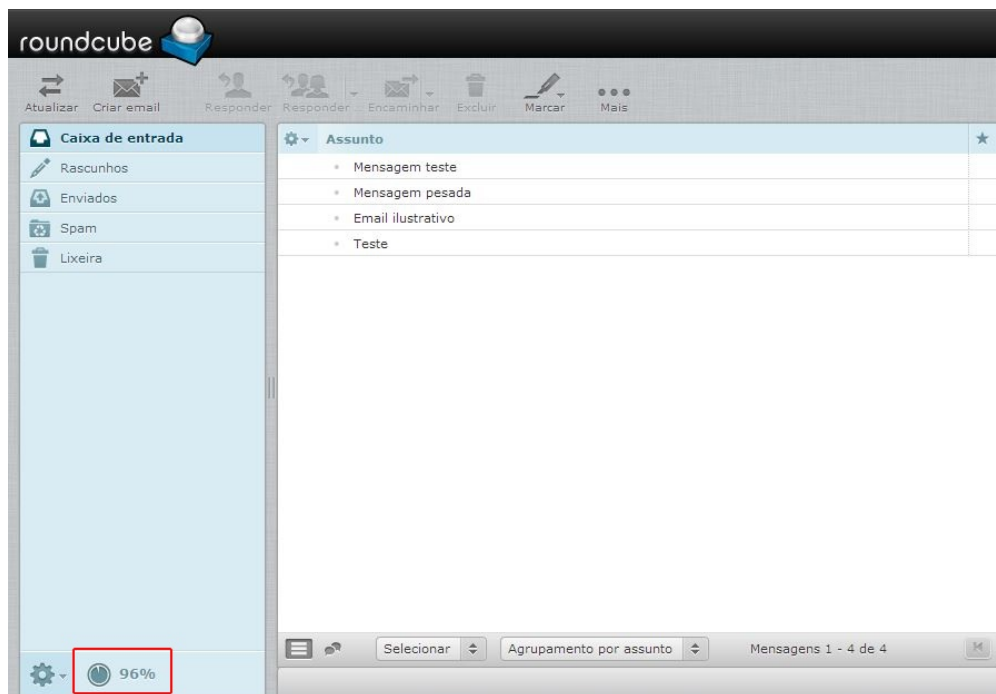 roundcube
Atualizar Criar email Responder Responder Encaminhar Excluir Marcar Mais
Caixa de entrada
Rascunhos
Enviados
Spam
Lixeira
Assunto
Mensagem teste
Mensagem pesada
Email ilustrativo
Teste
Selecionar Agrupamento por assunto Mensagens 1 - 4 de 4
96%